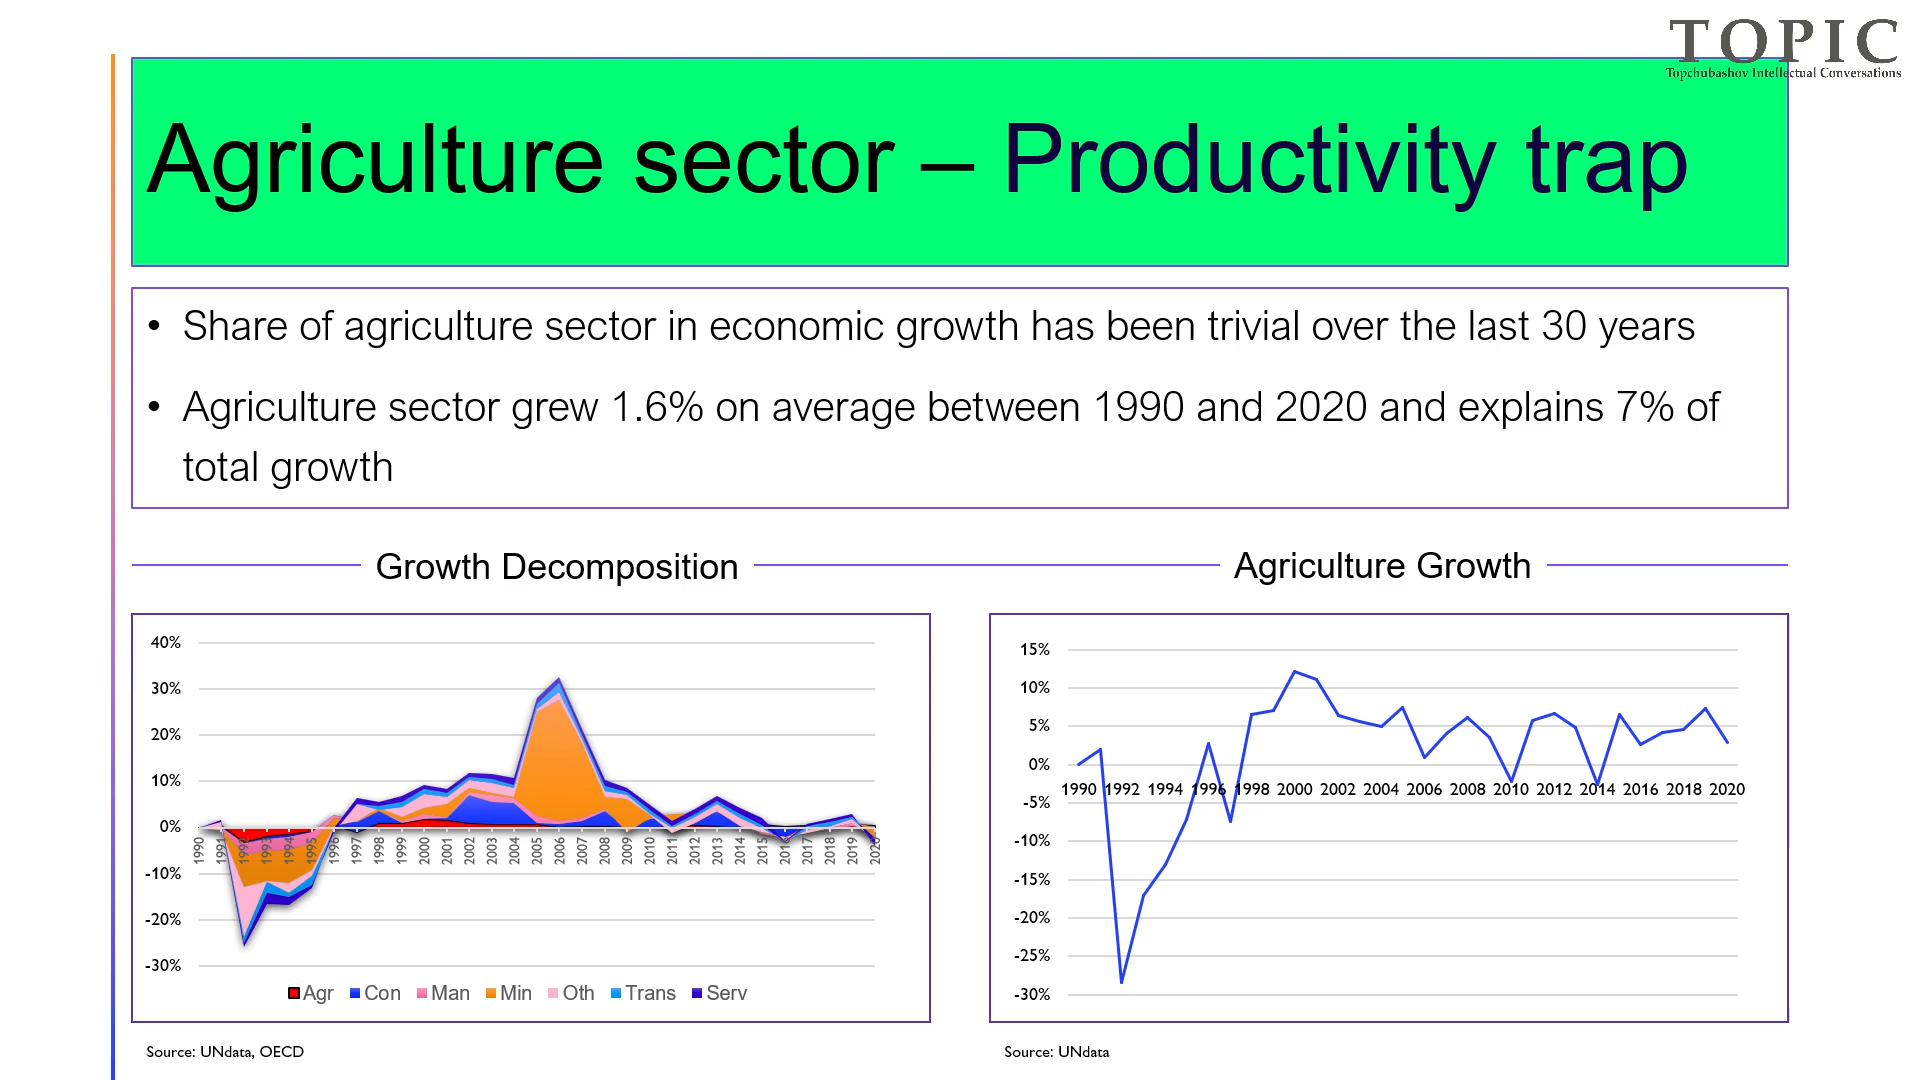 TOPIC
Topchubashov Intellectual Conversations
Agriculture sector – Productivity trap
• Share of agriculture sector in economic growth has been trivial over the last 30 years
• Agriculture sector grew 1.6% on average between 1990 and 2020 and explains 7% of
total growth
Growth Decomposition
40%
30%
20%
10%
0%
-10%
-20%
-30%
1990 1991 1992 1993 1994 1995 1996 1997 1998 1999 2000 2001 2002 2003 2004 2005 2006 2007 2008 2009 2010 2011 2012 2013 2014 2015 2016 2017 2018 2019 2020
Agr Con Man Min Oth Trans Serv
Source: UNdata, OECD
Agriculture Growth
15%
10%
5%
0%
-5%
-10%
-15%
-20%
-25%
-30%
1990 1992 1994 1996 1998 2000 2002 2004 2006 2008 2010 2012 2014 2016 2018 2020
Source: UNdata